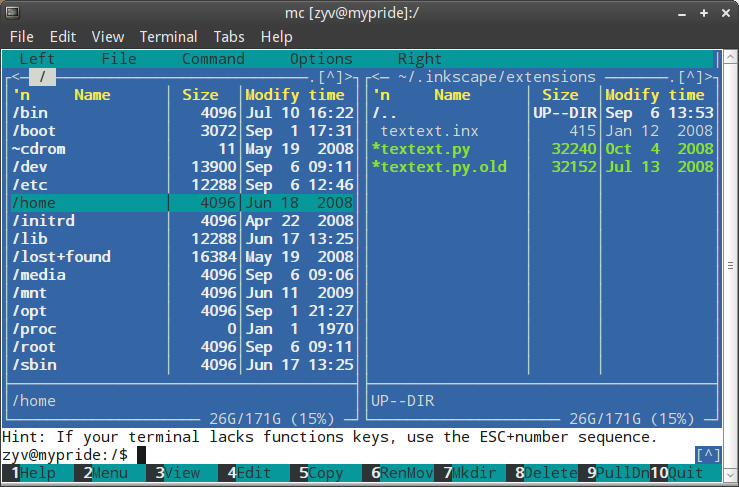 mc [zyv@mypride]:/
File Edit View Terminal Tabs Help
Left File Command Options Right
<— / .[^]> <— ~/.inkscape/extensions .[^]>
'n Name Size Modify time 'n Name Size Modify time
/bin 4096 Jul 10 16:22 /.. UP--DIR Sep 6 13:53
/boot 3072 Sep 1 17:31 textext.inx 415 Jan 12 2008
~cdrom 11 May 19 2008 *textext.py 32240 Oct 4 2008
/dev 13900 Sep 6 09:11 *textext.py.old 32152 Jul 13 2008
/etc 12288 Sep 6 12:46
/home 4096 Jun 18 2008
/initrd 4096 Apr 22 2008
/lib 12288 Jun 17 13:25
/lost+found 16384 May 19 2008
/media 4096 Sep 6 09:06
/mnt 4096 Jun 11 2009
/opt 4096 Sep 1 21:27
/proc 0 Jan 1 1970
/root 4096 Sep 6 09:11
/sbin 4096 Jun 17 13:25
/home UP--DIR
26G/171G (15%) 26G/171G (15%)
Hint: If your terminal lacks functions keys, use the ESC+number sequence.
zyv@mypride:/$ [^]
1Help 2Menu 3View 4Edit 5Copy 6RenMov 7Mkdir 8Delete 9PullDn 10Quit